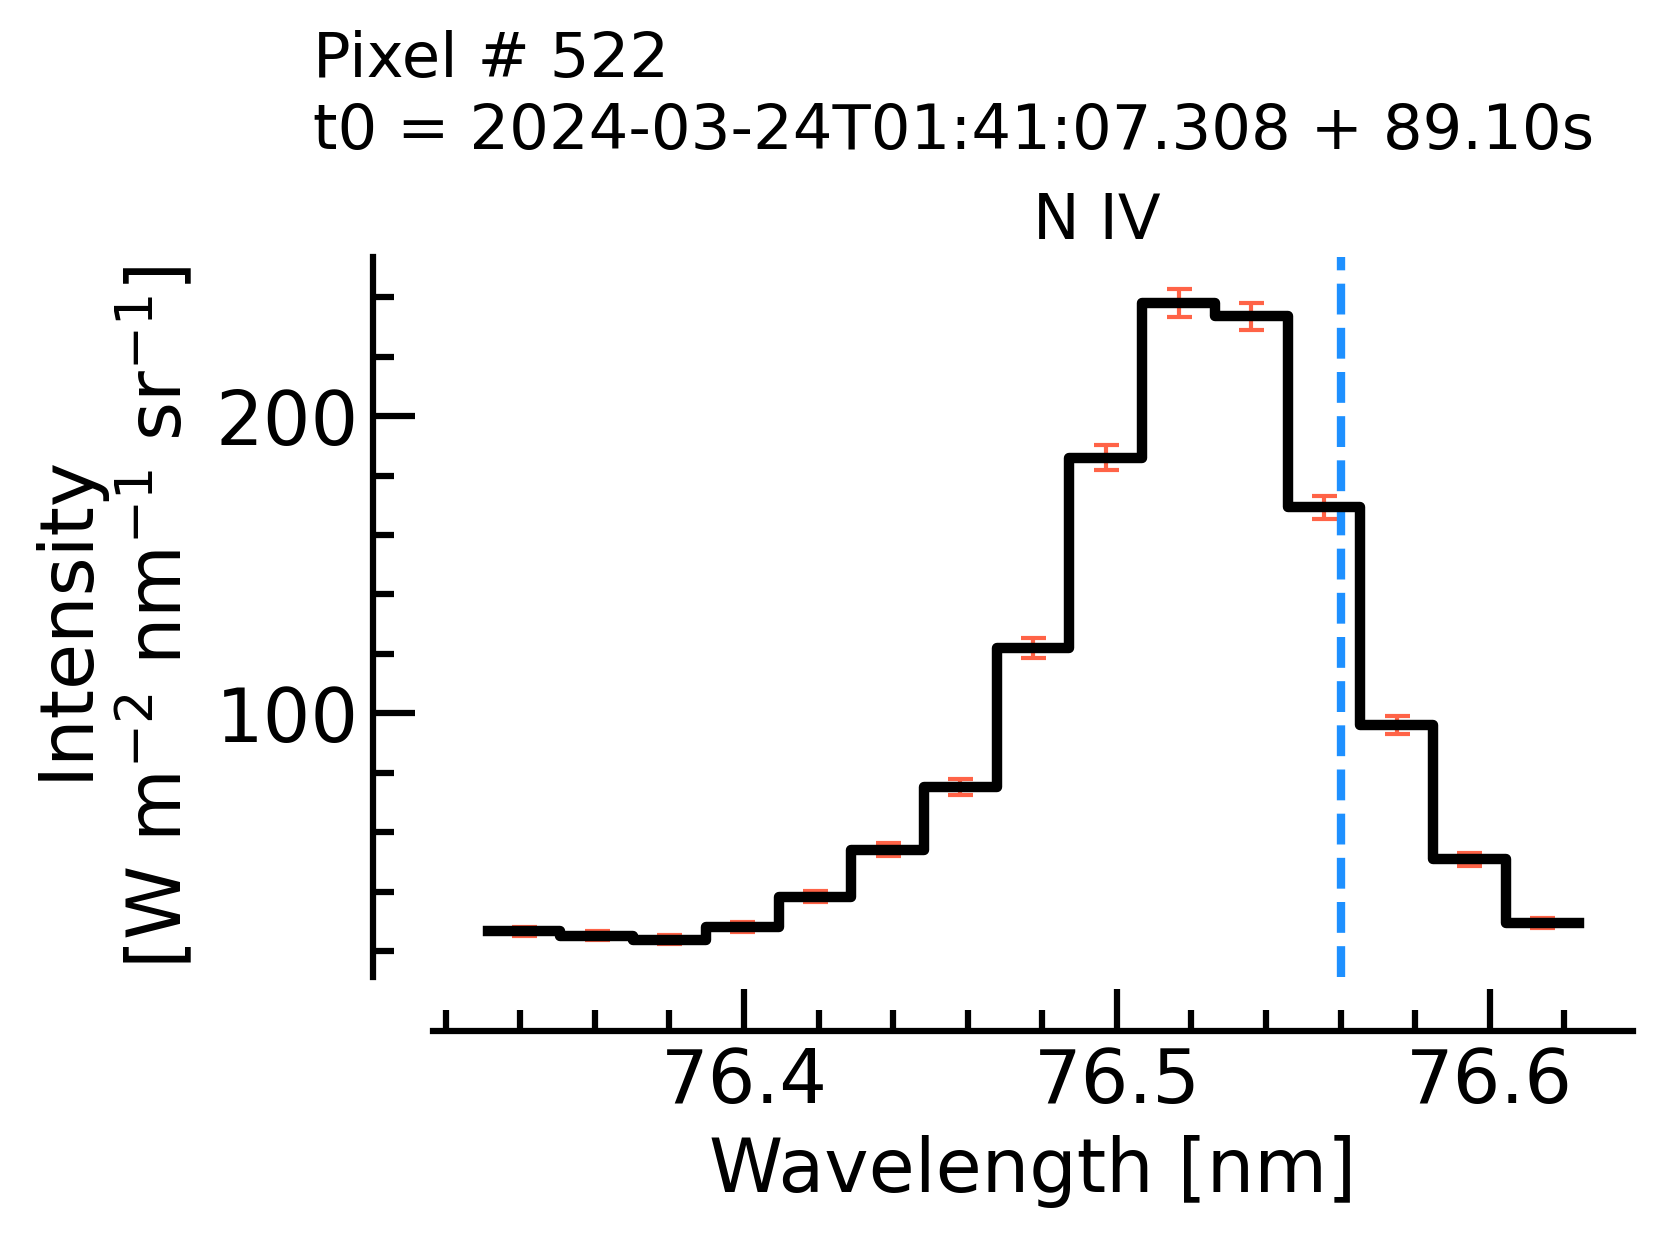 Pixel # 522
t0 = 2024-03-24T01:41:07.308 + 89.10s
N IV
Intensity
[W m⁻² nm⁻¹ sr⁻¹]
200
100
76.4 76.5 76.6
Wavelength [nm]